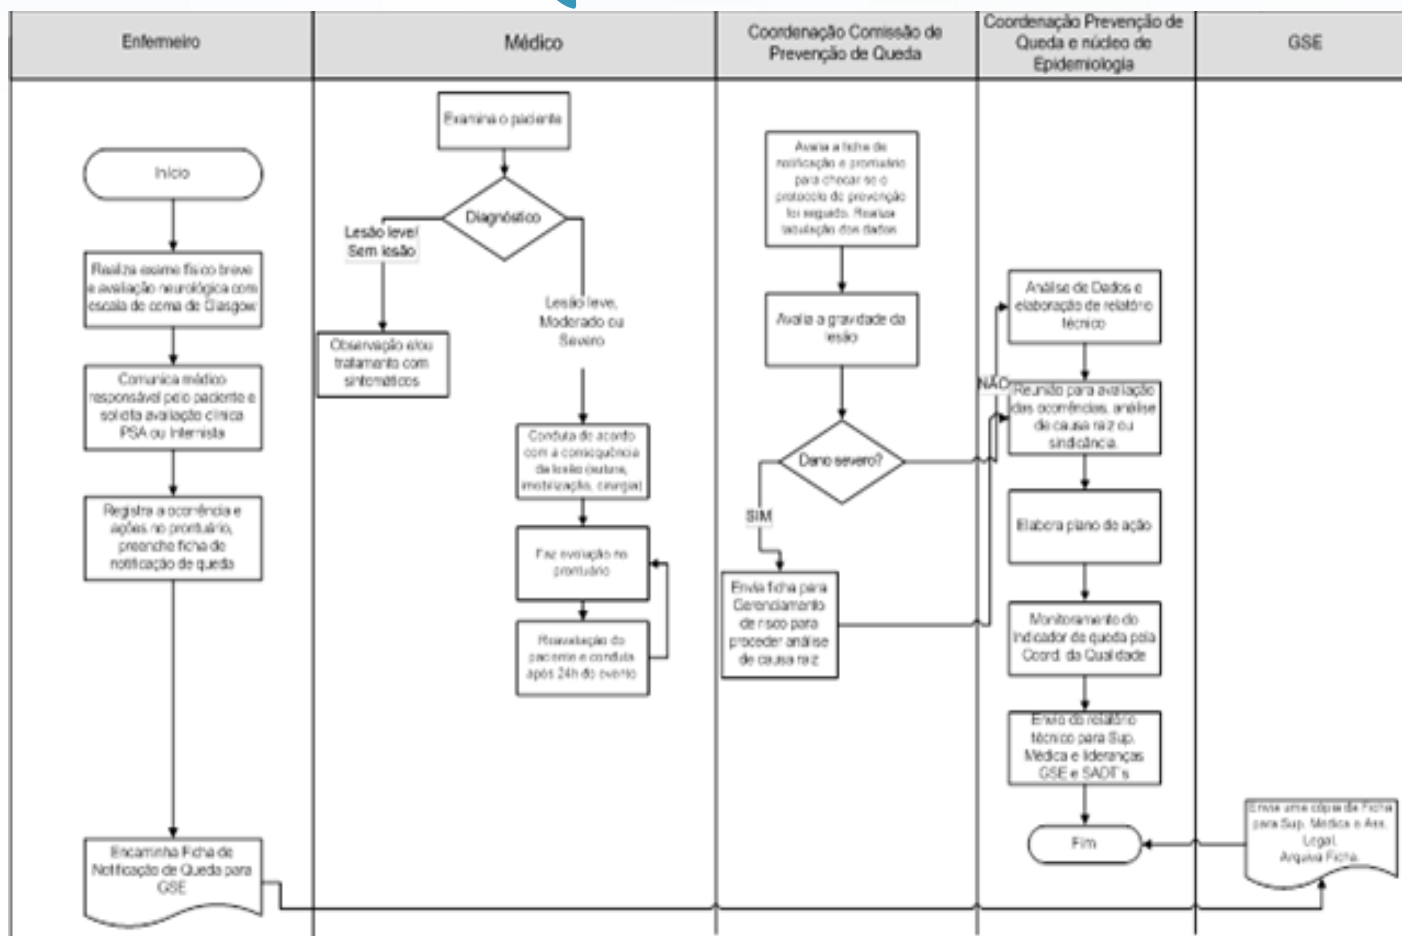 Enfermeiro
Médico
Coordenação Comissão de
Prevenção de Queda
Coordenação Prevenção de
Queda e núcleo de
Epidemiologia
GSE
Início
Realiza exame físico breve
e avaliação neurológica com
escala de coma de Glasgow
Comunica médico
responsável pelo paciente e
solicita avaliação clínica
PSA ou Internista
Registra a ocorrência e
ações no prontuário,
preenche ficha de
notificação de queda
Encaminha Ficha de
Notificação de Queda para
GSE
Examina o paciente
Diagnóstico
Lesão leve/
Sem lesão
Observação e/ou
tratamento com
sintomáticos
Lesão leve,
Moderado ou
Severo
Conduta de acordo
com a consequência
da lesão (sutura,
imobilização, cirurgia)
Faz evolução no
prontuário
Reavaliação do
paciente e conduta
após 24h do evento
Avalia a ficha de
notificação e prontuário
para checar se o
protocolo de prevenção
foi seguido. Realiza
tabulação dos dados.
Avalia a gravidade da
lesão
Dano severo?
SIM
NÃO
Envia ficha para
Gerenciamento
de risco para
proceder análise
de causa raiz
Análise de Dados e
elaboração de relatório
técnico
Reunião para avaliação
das ocorrências, análise
de causa raiz ou
sindicância.
Elabora plano de ação
Monitoramento do
Indicador de queda pela
Coord. da Qualidade
Envio do relatório
técnico para Sup.
Médica e lideranças
GSE e SADT`s
Fim
Envia uma cópia da Ficha
para Sup. Médica e Ass.
Legal.
Arquiva Ficha.